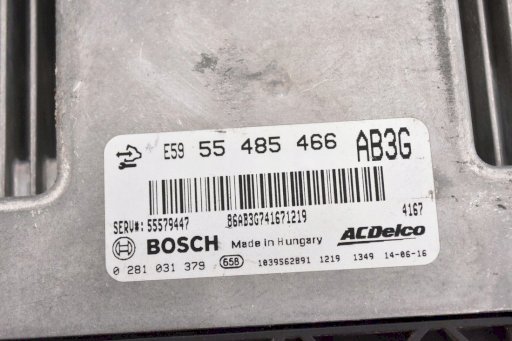 E59 55 485 466 AB3G
SERV#: 55579447 B6AB3G741671219 4167
BOSCH Made in Hungary ACDelco
0 281 031 379 658 1039S62891 1219 1349 14-06-16